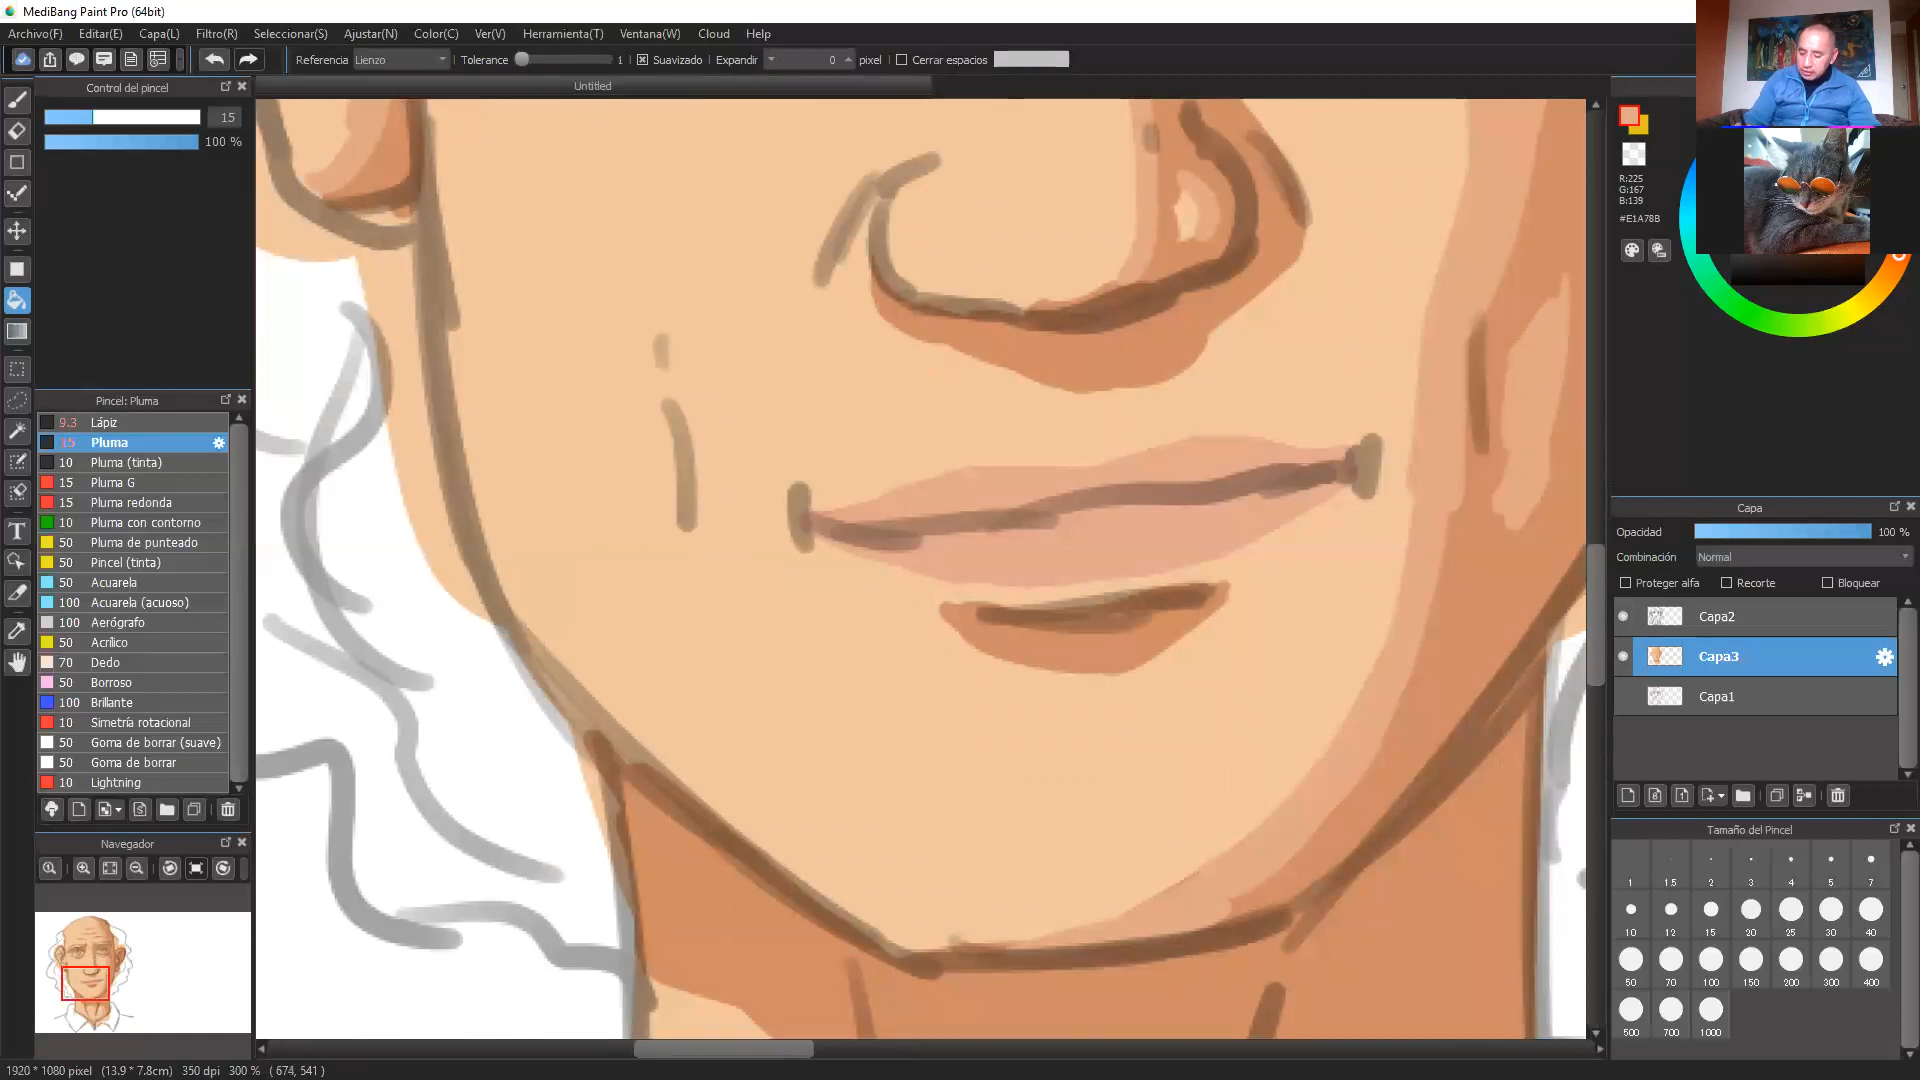 MediBang Paint Pro (64bit)
Archivo(F) Editar(E) Capa(L) Filtro(R) Seleccionar(S) Ajustar(N) Color(C) Ver(V) Herramienta(T) Ventana(W) Cloud Help
Referencia Lienzo Tolerance 1 Suavizado Expandir 0 pixel Cerrar espacios
Control del pincel
Untitled
15
100 %
R:225
G:167
B:139
#E1A78B
Pincel: Pluma
9.3 Lápiz
15 Pluma
10 Pluma (tinta)
15 Pluma G
15 Pluma redonda
10 Pluma con contorno
50 Pluma de punteado
50 Pincel (tinta)
50 Acuarela
100 Acuarela (acuoso)
100 Aerógrafo
50 Acrílico
70 Dedo
50 Borroso
100 Brillante
10 Simetría rotacional
50 Goma de borrar (suave)
50 Goma de borrar
10 Lightning
Navegador
Capa
Opacidad 100 %
Combinación Normal
Proteger alfa Recorte Bloquear
Capa2
Capa3
Capa1
Tamaño del Pincel
1 1.5 2 3 4 5 7
10 12 15 20 25 30 40
50 70 100 150 200 300 400
500 700 1000
1920 * 1080 pixel (13.9 * 7.8cm) 350 dpi 300 % ( 674, 541 )